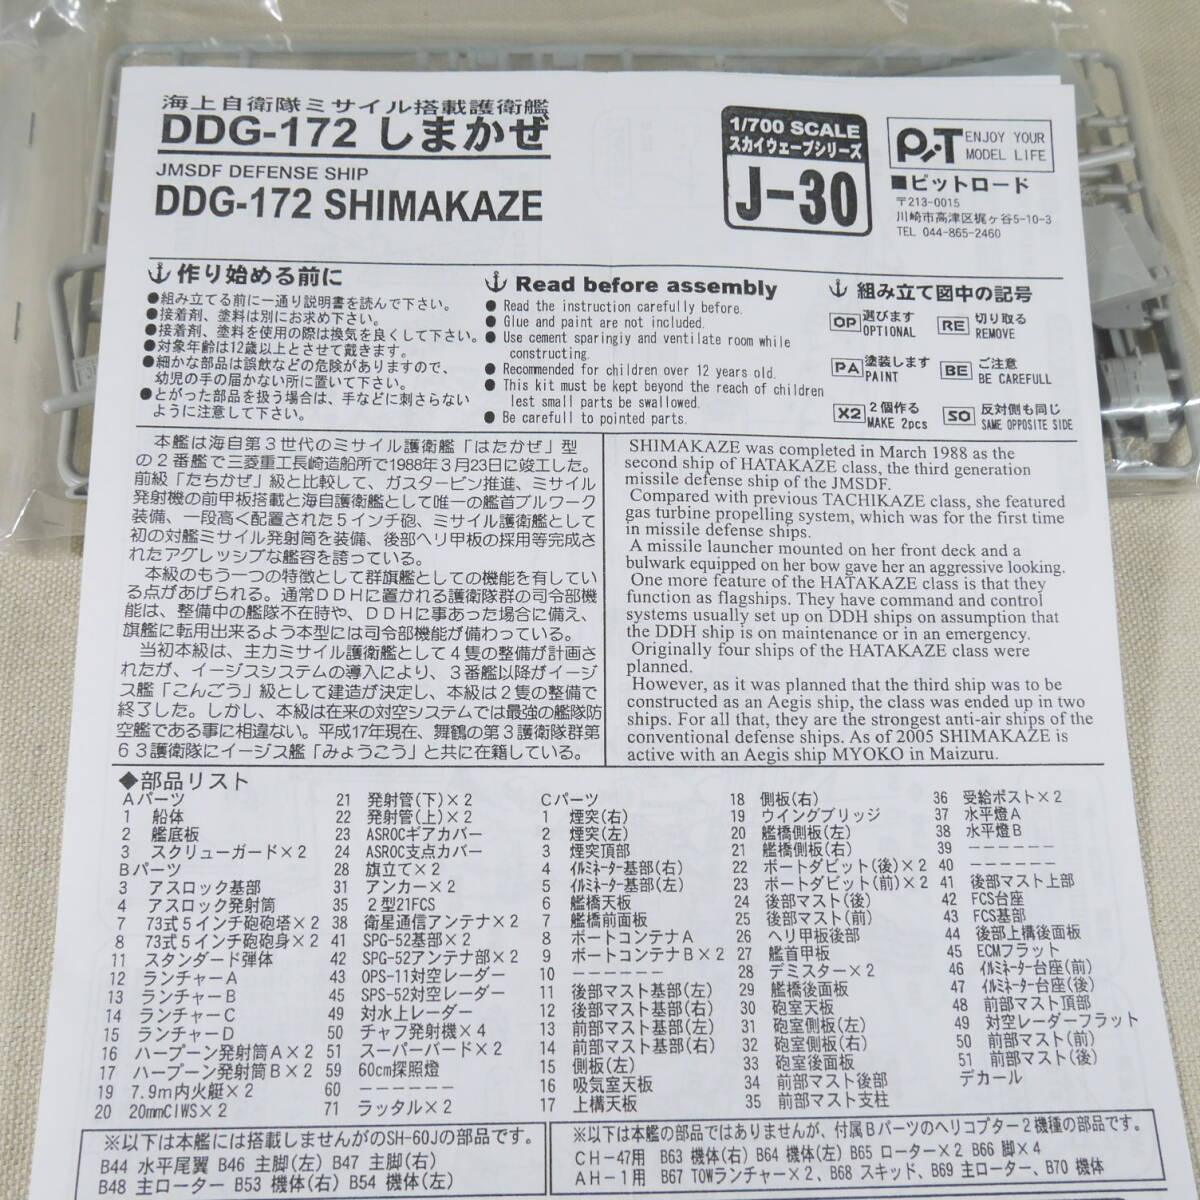 海上自衛隊ミサイル搭載護衛艦
DDG-172 しまかぜ
JMSDF DEFENSE SHIP
DDG-172 SHIMAKAZE
1/700 SCALE
スカイウェーブシリーズ
J-30
PIT
ENJOY YOUR
MODEL LIFE
■ピットロード
〒213-0015
川崎市高津区梶ヶ谷5-10-3
TEL 044-865-2460
作り始める前に
●組み立てる前に一通り説明書を読んで下さい。
●接着剤、塗料は別にお求め下さい。
●接着剤、塗料を使用の際は換気を良くして下さい。
●対象年齢は12歳以上とさせて戴きます。
●細かな部品は誤飲などの危険がありますので、
幼児の手の届かない所に置いて下さい。
●とがった部品を扱う場合は、手などに刺さらない
ように注意して下さい。
Read before assembly
● Read the instruction carefully before.
● Glue and paint are not included.
● Use cement sparingiy and ventilate room while
constructing.
● Recommended for children over 12 years old.
● This kit must be kept beyond the reach of children
lest small parts be swallowed.
● Be carefull to pointed parts.
組み立て図中の記号
OP 選びます OPTIONAL
RE 切り取る REMOVE
PA 塗装します PAINT
BE ご注意 BE CAREFULL
X2 2個作る MAKE 2pcs
SO 反対側も同じ SAME OPPOSITE SIDE
本艦は海自第3世代のミサイル護衛艦「はたかぜ」型
の2番艦で三菱重工長崎造船所で1988年3月23日に竣工した。
前級「たちかぜ」級と比較して、ガスタービン推進、ミサイル
発射機の前甲板搭載と海自護衛艦として唯一の艦首ブルワーク
装備、一段高く配置された5インチ砲、ミサイル護衛艦として
初の対艦ミサイル発射筒を装備、後部ヘリ甲板の採用等完成さ
れたアグレッシブな艦容を誇っている。
本級のもう一つの特徴として群旗艦としての機能を有してい
る点があげられる。通常DDHに置かれる護衛隊群の司令部機
能は、整備中の艦隊不在時や、DDHに事あった場合に備え、
旗艦に転用出来るよう本型には司令部機能が備わっている。
当初本級は、主力ミサイル護衛艦として4隻の整備が計画さ
れたが、イージスシステムの導入により、3番艦以降がイージ
ス艦「こんごう」級として建造が決定し、本級は2隻の整備で
終了した。しかし、本級は在来の対空システムでは最強の艦隊防
空艦である事に相違ない。平成17年現在、舞鶴の第3護衛隊群第
63護衛隊にイージス艦「みょうこう」と共に在籍している。
SHIMAKAZE was completed in March 1988 as the
second ship of HATAKAZE class, the third generation
missile defense ship of the JMSDF.
Compared with previous TACHIKAZE class, she featured
gas turbine propelling system, which was for the first time
in missile defense ships.
A missile launcher mounted on her front deck and a
bulwark equipped on her bow gave her an aggressive looking.
One more feature of the HATAKAZE class is that they
function as flagships. They have command and control
systems usually set up on DDH ships on assumption that
the DDH ship is on maintenance or in an emergency.
Originally four ships of the HATAKAZE class were
planned.
However, as it was planned that the third ship was to be
constructed as an Aegis ship, the class was ended up in two
ships. For all that, they are the strongest anti-air ships of the
conventional defense ships. As of 2005 SHIMAKAZE is
active with an Aegis ship MYOKO in Maizuru.
◆部品リスト
Aパーツ
1 船体
2 艦底板
3 スクリューガード×2
Bパーツ
3 アスロック基部
4 アスロック発射筒
7 73式5インチ砲砲塔×2
8 73式5インチ砲砲身×2
11 スタンダード弾体
12 ランチャーA
13 ランチャーB
14 ランチャーC
15 ランチャーD
16 ハープーン発射筒A×2
17 ハープーン発射筒B×2
19 7.9m内火艇×2
20 20mmCIWS×2
21 発射管(下)×2
22 発射管(上)×2
23 ASROCギアカバー
24 ASROC支点カバー
28 旗立て×2
31 アンカー×2
35 2型21FCS
38 衛星通信アンテナ×2
41 SPG-52基部×2
42 SPG-52アンテナ部×2
43 OPS-11対空レーダー
45 SPS-52対空レーダー
49 対水上レーダー
50 チャフ発射機×4
51 スーパーバード×2
59 60cm探照燈
60 ------
71 ラッタル×2
Cパーツ
1 煙突(右)
2 煙突(左)
3 煙突頂部
4 イルミネーター基部(右)
5 イルミネーター基部(左)
6 艦橋天板
7 艦橋前面板
8 ボートコンテナA
9 ボートコンテナB×2
10 ------
11 後部マスト基部(左)
12 後部マスト基部(右)
13 前部マスト基部(左)
14 前部マスト基部(右)
15 側板(左)
16 吸気室天板
17 上構天板
18 側板(右)
19 ウイングブリッジ
20 艦橋側板(左)
21 艦橋側板(右)
22 ボートダビット(後)×2
23 ボートダビット(前)×2
24 後部マスト(右)
25 後部マスト(前)
26 ヘリ甲板後部
27 艦首甲板
28 デミスター×2
29 艦橋後面板
30 砲室天板
31 砲室側板(左)
32 砲室側板(右)
33 砲室後面板
34 前部マスト後部
35 前部マスト支柱
36 受給ポスト×2
37 水平燈A
38 水平燈B
39 ------
40 ------
41 後部マスト上部
42 FCS台座
43 FCS基部
44 後部上構後面板
45 ECMフラット
46 イルミネーター台座(前)
47 イルミネーター台座(後)
48 前部マスト頂部
49 対空レーダーフラット
50 前部マスト(前)
51 前部マスト(後)
デカール
※以下は本艦には搭載しませんがのSH-60Jの部品です。
B44 水平尾翼 B46 主脚(左) B47 主脚(右)
B48 主ローター B53 機体(右) B54 機体(左)
※以下は本艦の部品ではありませんが、付属Bパーツのヘリコプター2機種の部品です。
CH-47用 B63 機体(右) B64 機体(左) B65 ローター×2 B66 脚×4
AH-1用 B67 TOWランチャー×2、B68 スキッド、B69 主ローター、B70 機体